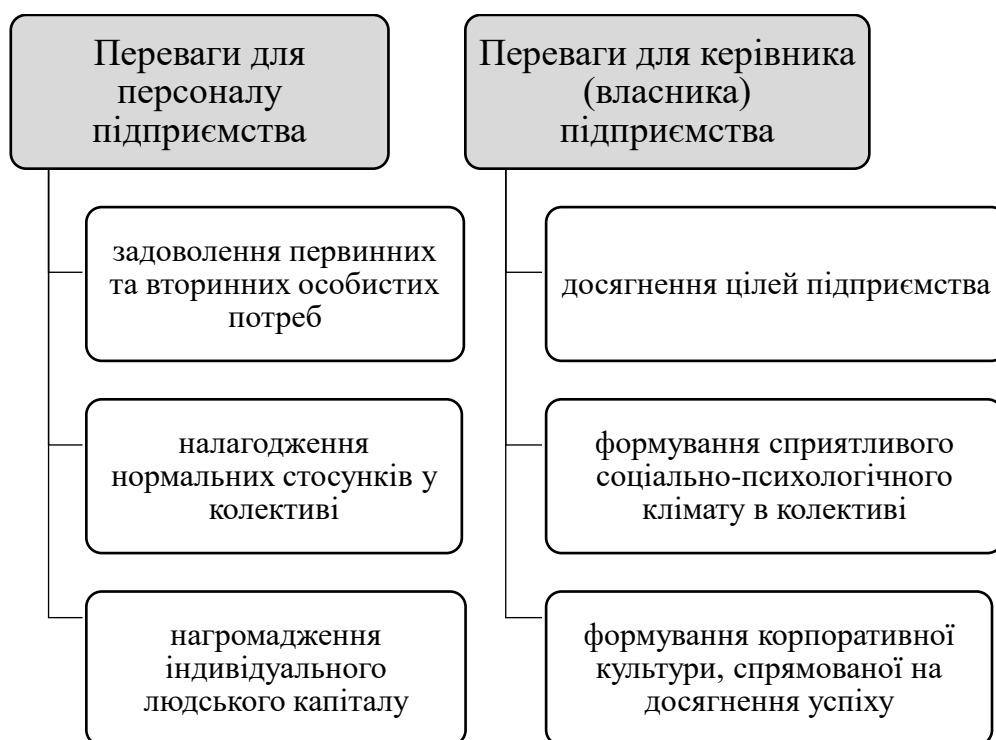 Переваги для
персоналу
підприємства
задоволення первинних
та вторинних особистих
потреб
налагодження
нормальних стосунків у
колективі
нагромадження
індивідуального
людського капіталу
Переваги для керівника
(власника)
підприємства
досягнення цілей підприємства
формування сприятливого
соціально-психологічного
клімату в колективі
формування корпоративної
культури, спрямованої на
досягнення успіху